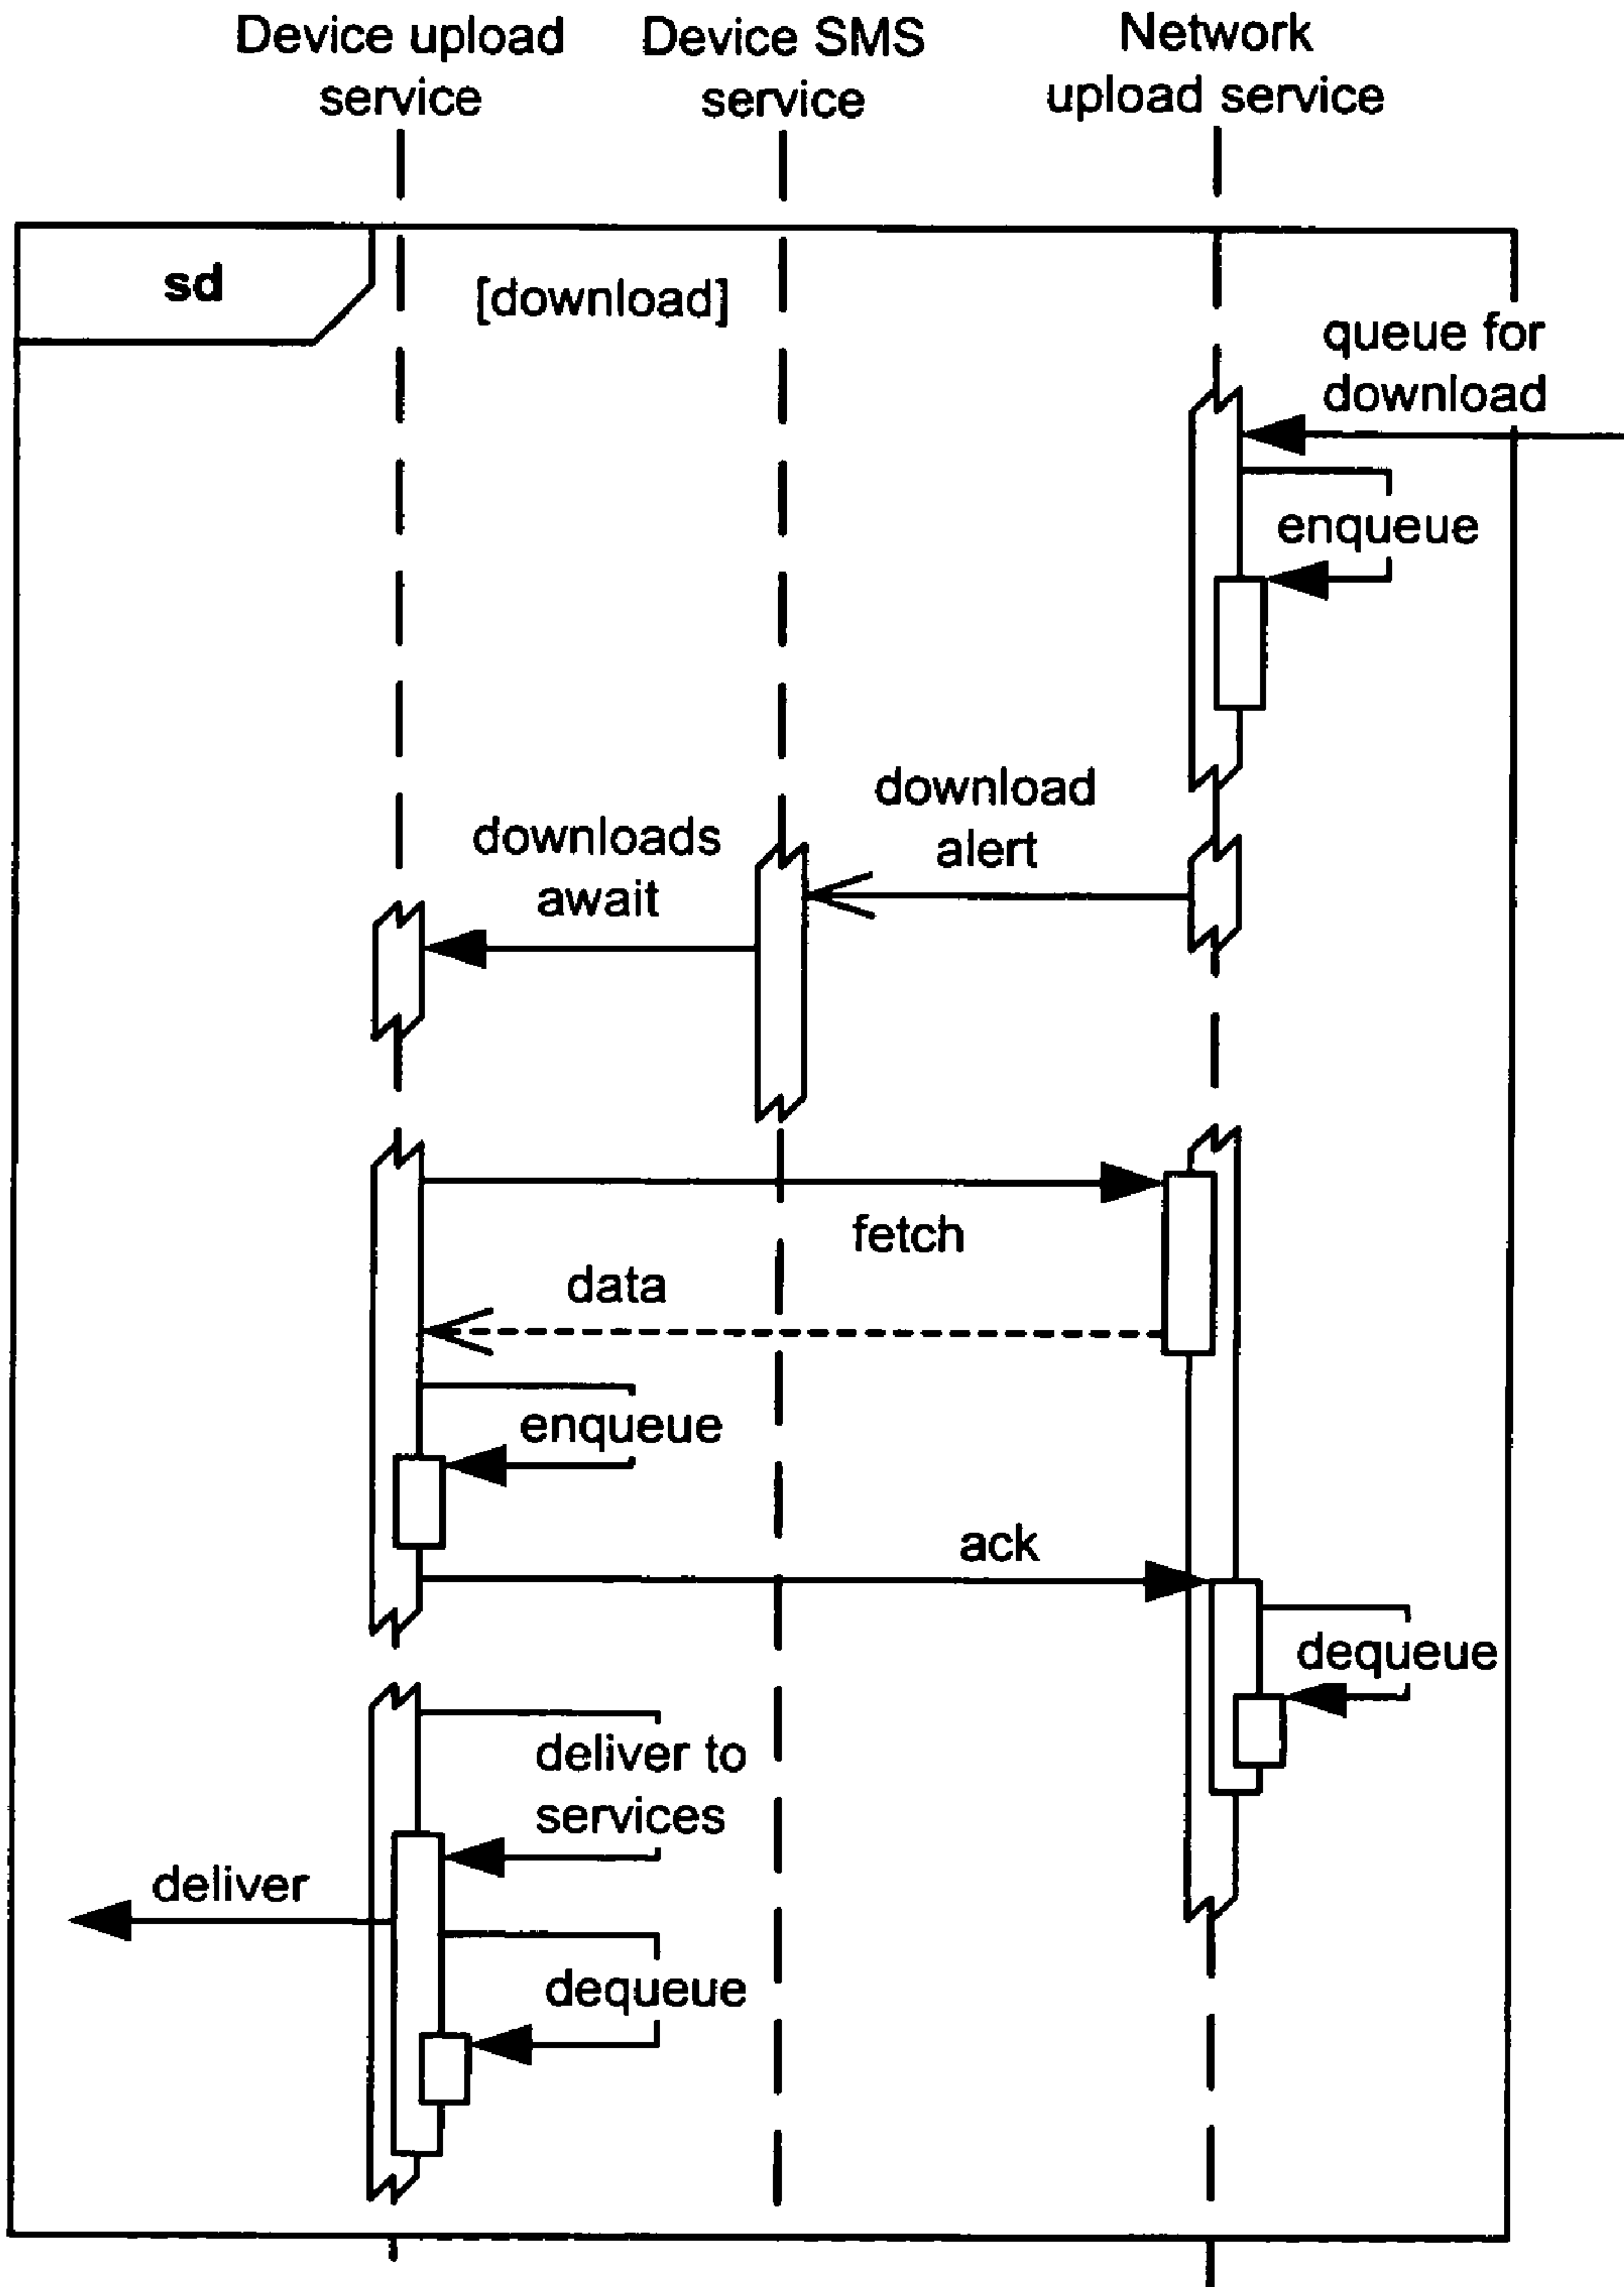 Device upload
service
Device SMS
service
Network
upload service
sd
[download]
queue for
download
enqueue
download
alert
downloads
await
fetch
data
enqueue
ack
dequeue
deliver to
services
deliver
dequeue